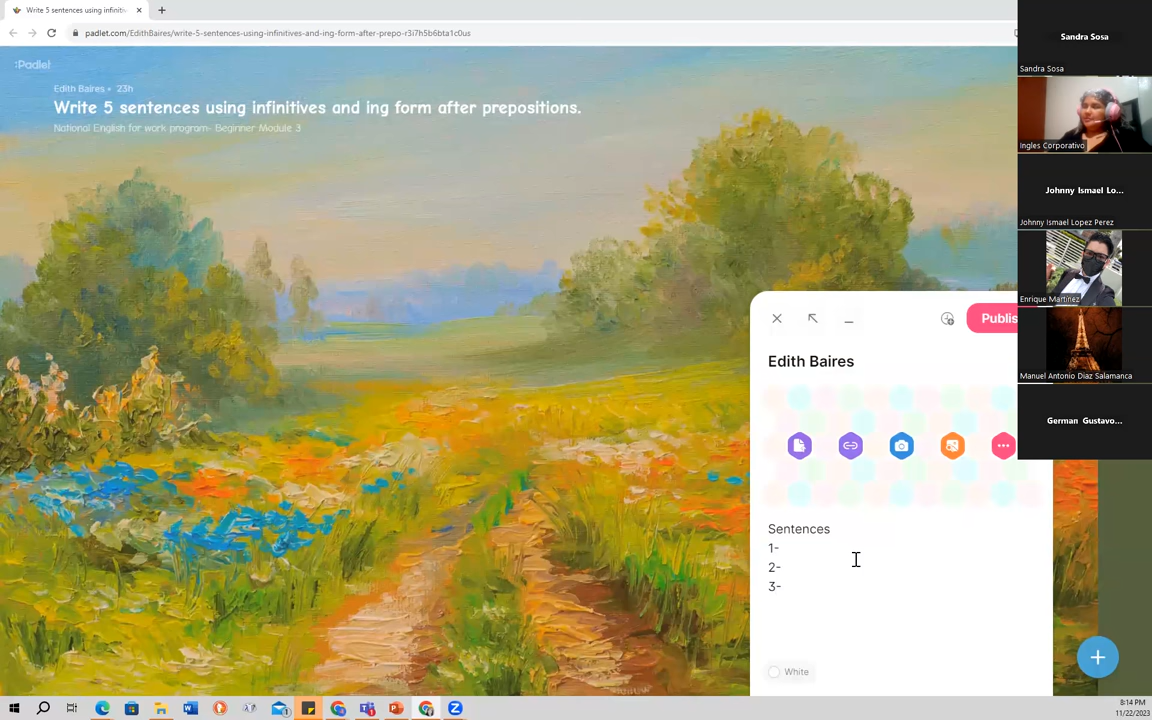 Write 5 sentences using infinitiv
padlet.com/EdithBaires/write-5-sentences-using-infinitives-and-ing-form-after-prepo-r3i7h5b6bta1c0us
:Padlet
Edith Baires • 23h
Write 5 sentences using infinitives and ing form after prepositions.
National English for work program- Beginner Module 3
Publis
Edith Baires
Sentences
1-
2-
3-
White
Sandra Sosa
Sandra Sosa
Ingles Corporativo
Johnny Ismael Lo...
Johnny Ismael Lopez Perez
Enrique Martinez
Manuel Antonio Diaz Salamanca
German Gustavo...
8:14 PM
11/22/2023